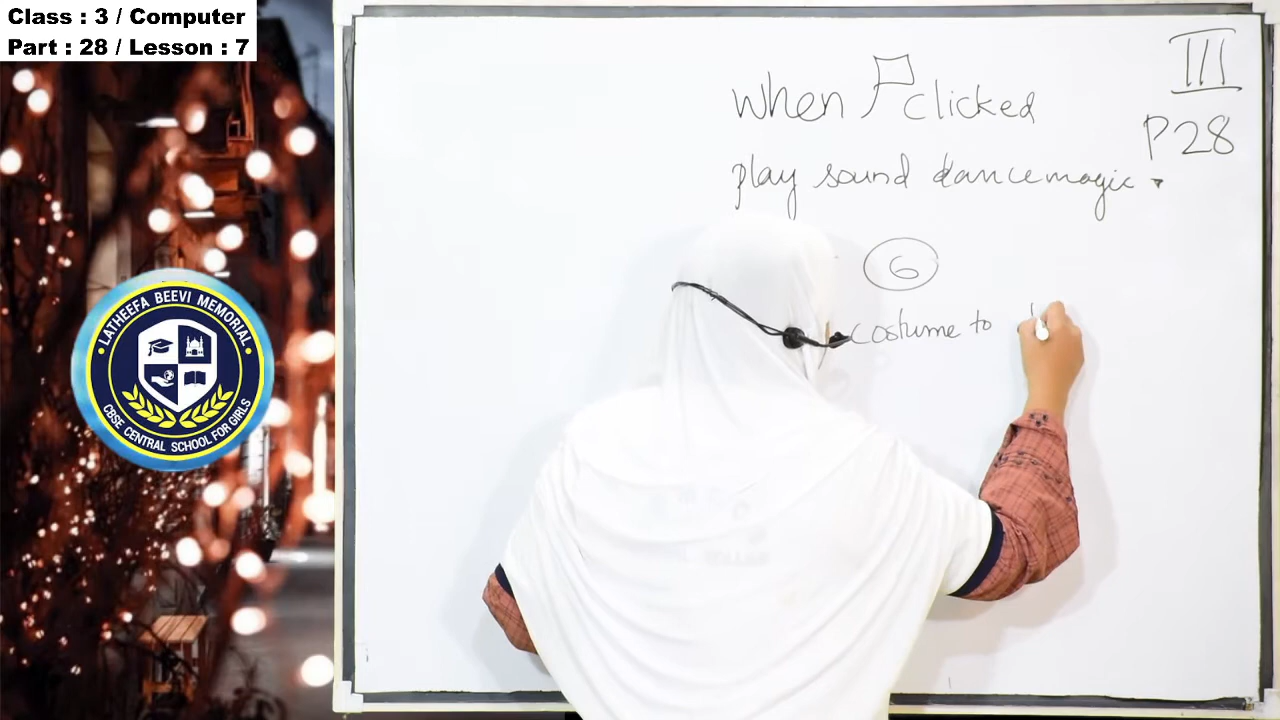 Class : 3 / Computer
Part : 28 / Lesson : 7
III
P28
when clicked
play sound dancemagic
6
costume to
LATHEEFA BEEVI MEMORIAL
CBSE CENTRAL SCHOOL FOR GIRLS